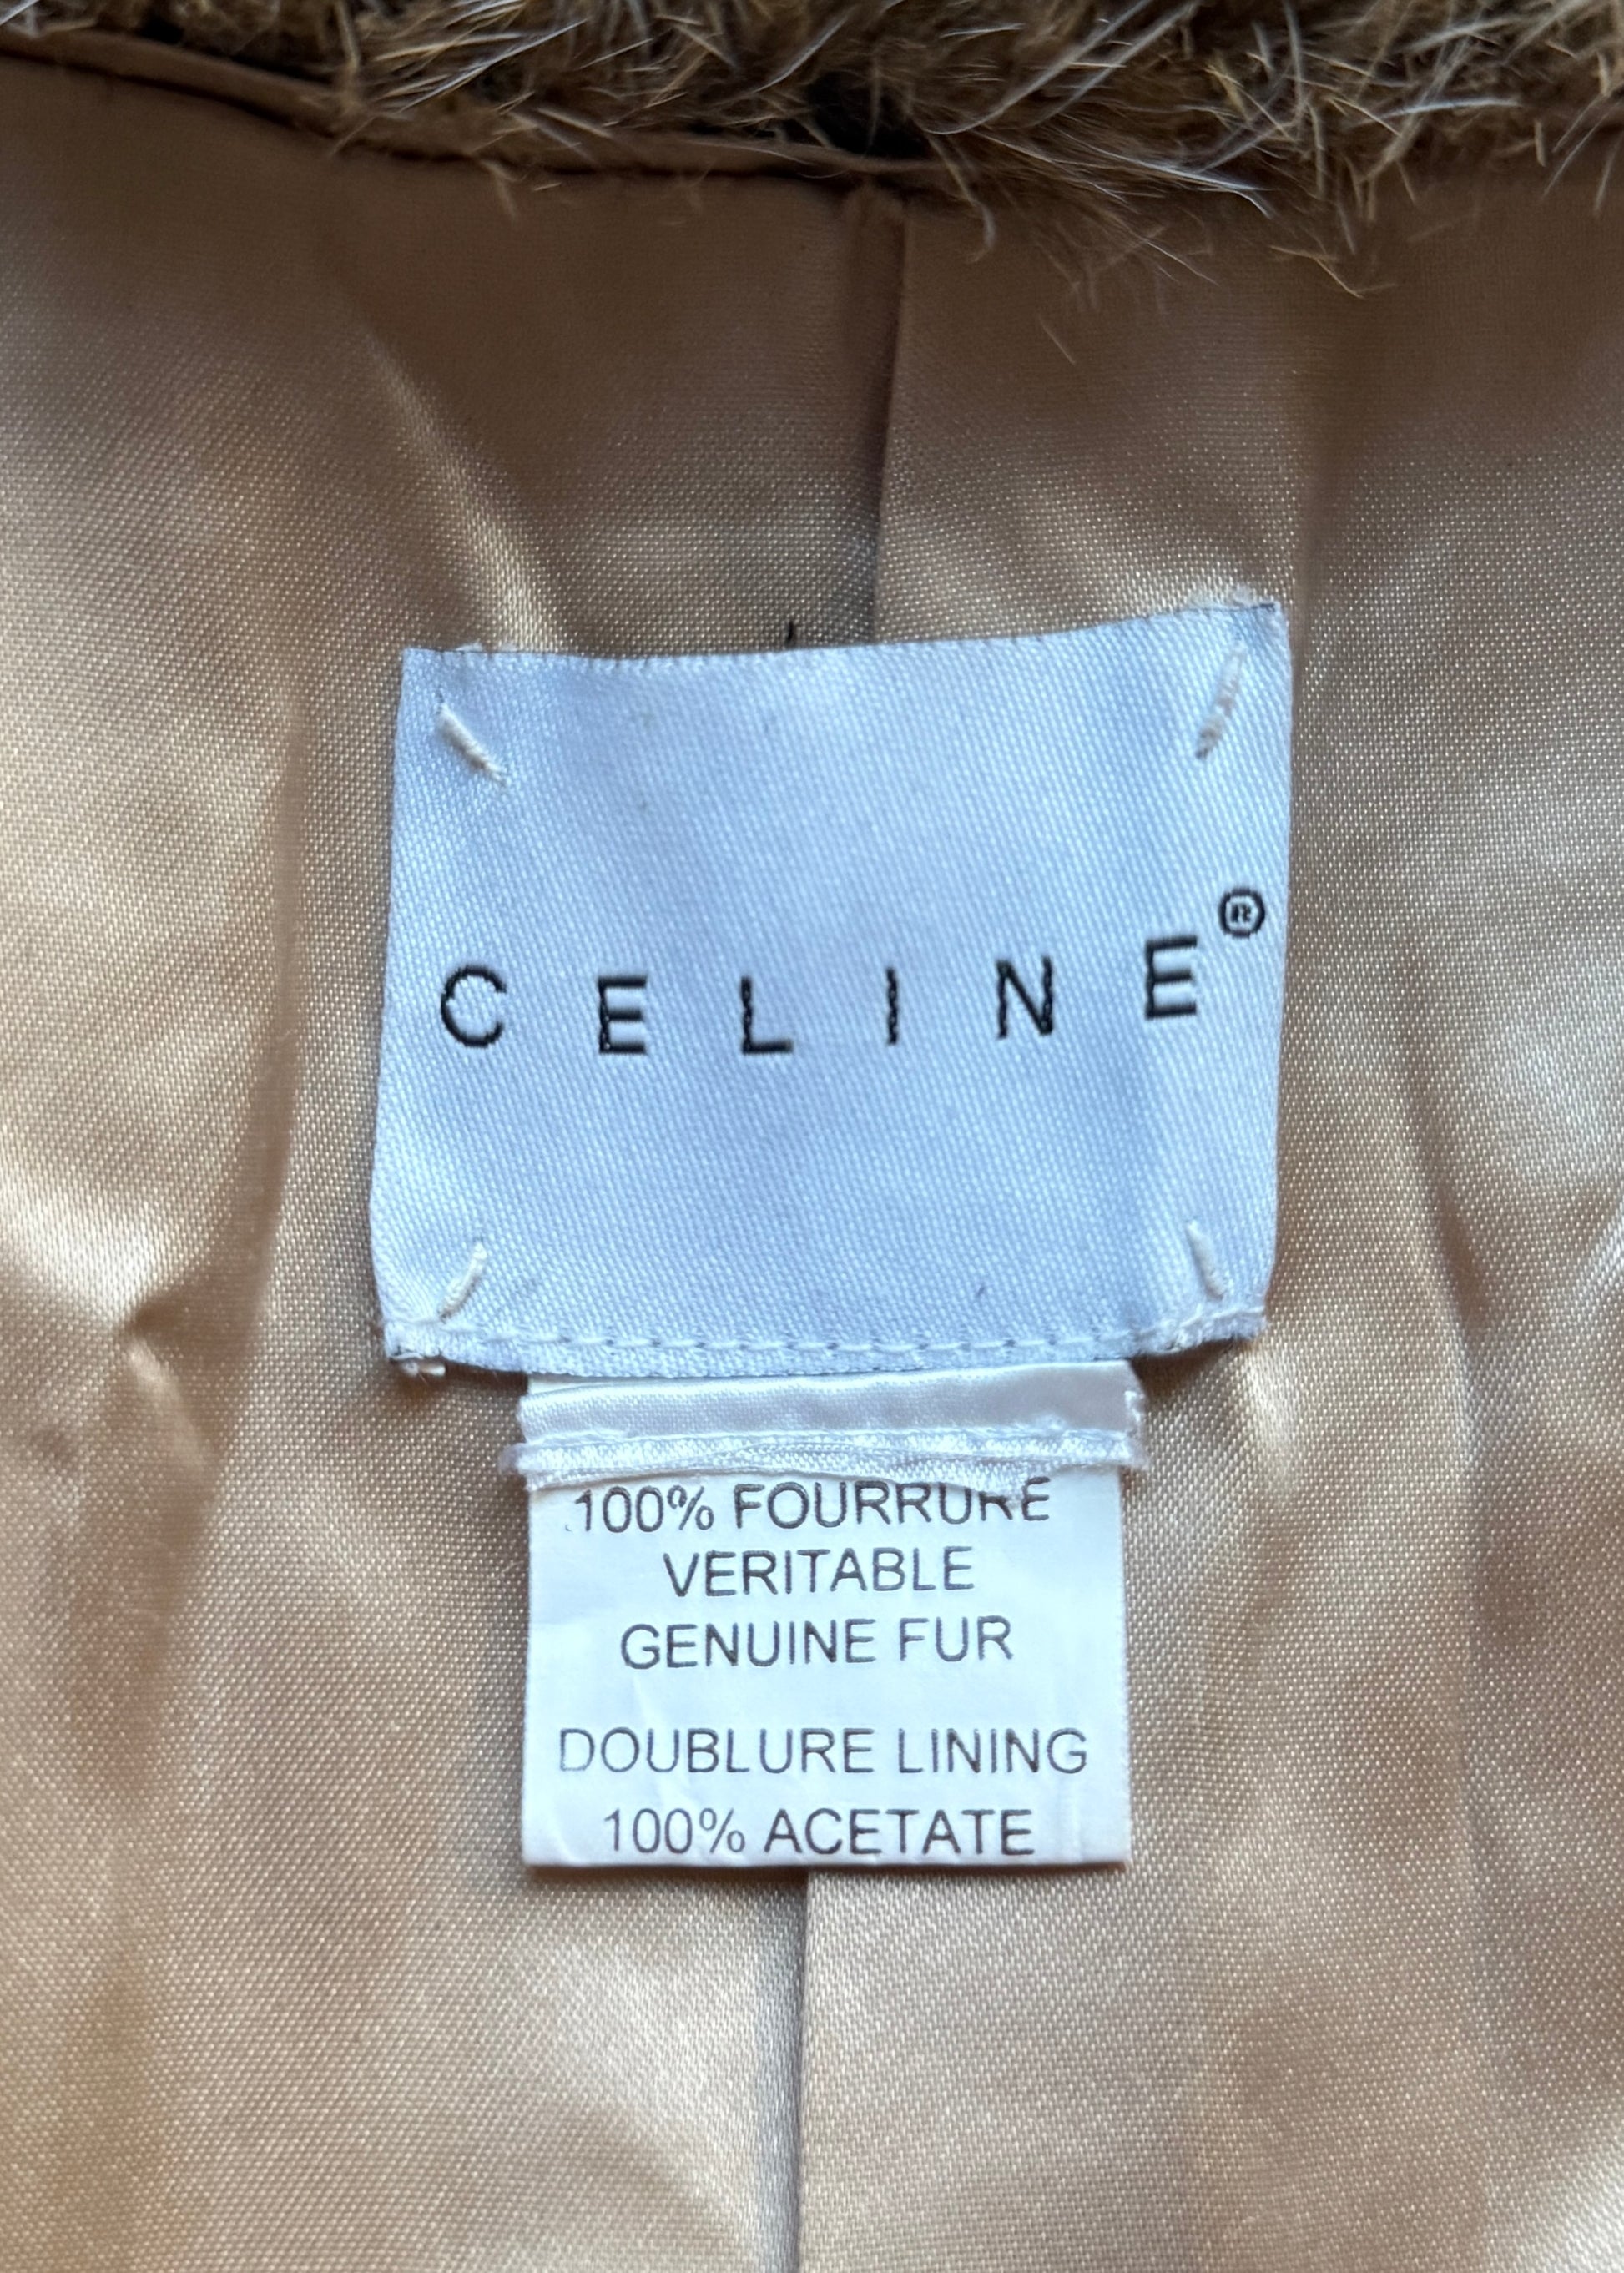 CELINE®
100% FOURRURE
VERITABLE
GENUINE FUR
DOUBLURE LINING
100% ACETATE